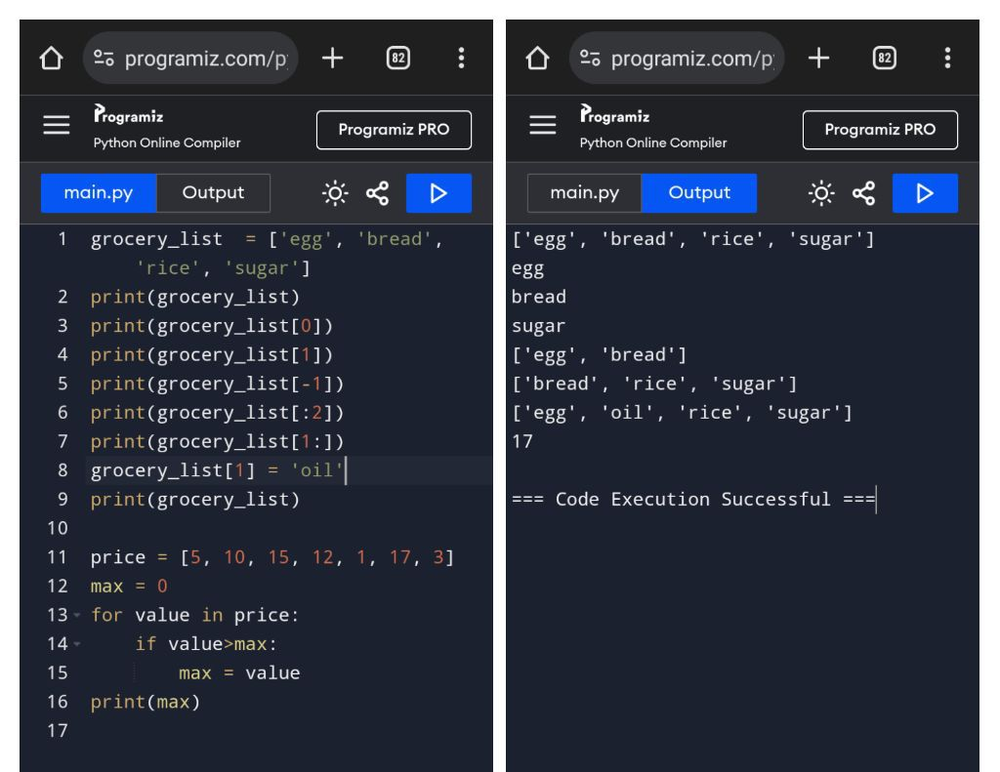 programiz.com/p
82
Programiz
Python Online Compiler
Programiz PRO
main.py
Output
1 grocery_list  = ['egg', 'bread',
'rice', 'sugar']
2 print(grocery_list)
3 print(grocery_list[0])
4 print(grocery_list[1])
5 print(grocery_list[-1])
6 print(grocery_list[:2])
7 print(grocery_list[1:])
8 grocery_list[1] = 'oil'
9 print(grocery_list)
10
11 price = [5, 10, 15, 12, 1, 17, 3]
12 max = 0
13 for value in price:
14     if value>max:
15         max = value
16 print(max)
17
programiz.com/p
82
Programiz
Python Online Compiler
Programiz PRO
main.py
Output
['egg', 'bread', 'rice', 'sugar']
egg
bread
sugar
['egg', 'bread']
['bread', 'rice', 'sugar']
['egg', 'oil', 'rice', 'sugar']
17
=== Code Execution Successful ===